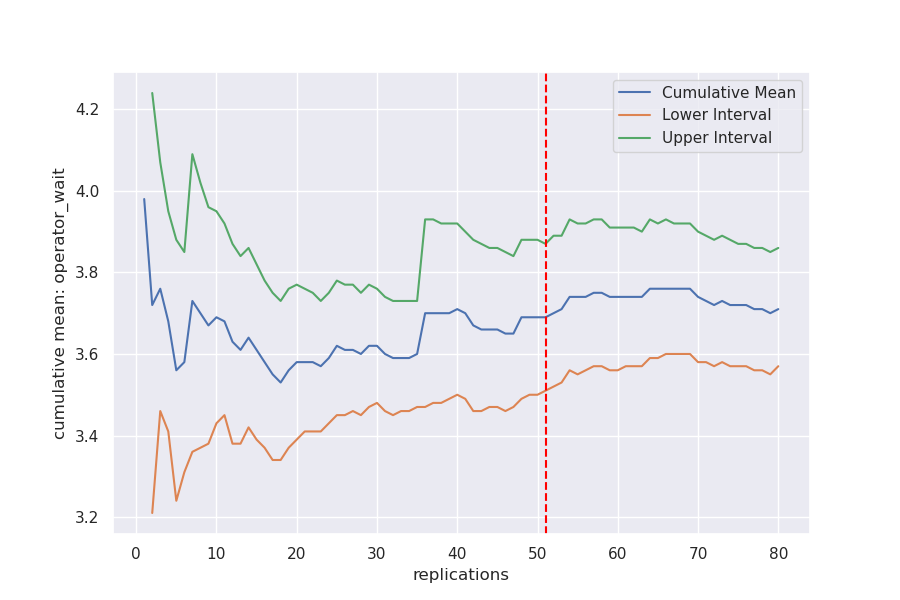 Cumulative Mean
Lower Interval
Upper Interval
4.2
4.0
3.8
3.6
3.4
3.2
cumulative mean: operator_wait
0 10 20 30 40 50 60 70 80
replications